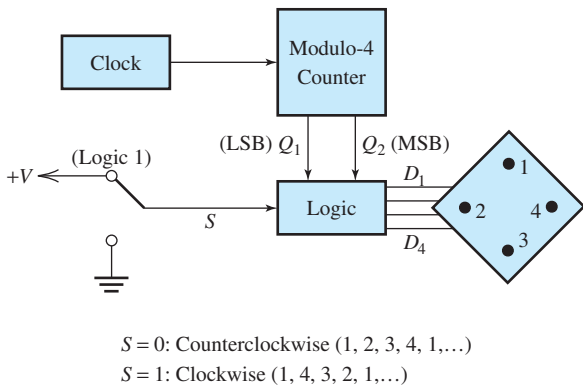 Clock
Modulo-4
Counter
(LSB) Q₁
Q₂ (MSB)
(Logic 1)
+V
S
Logic
D₁
D₄
1
2
4
3
S = 0: Counterclockwise (1, 2, 3, 4, 1,…)
S = 1: Clockwise (1, 4, 3, 2, 1,…)